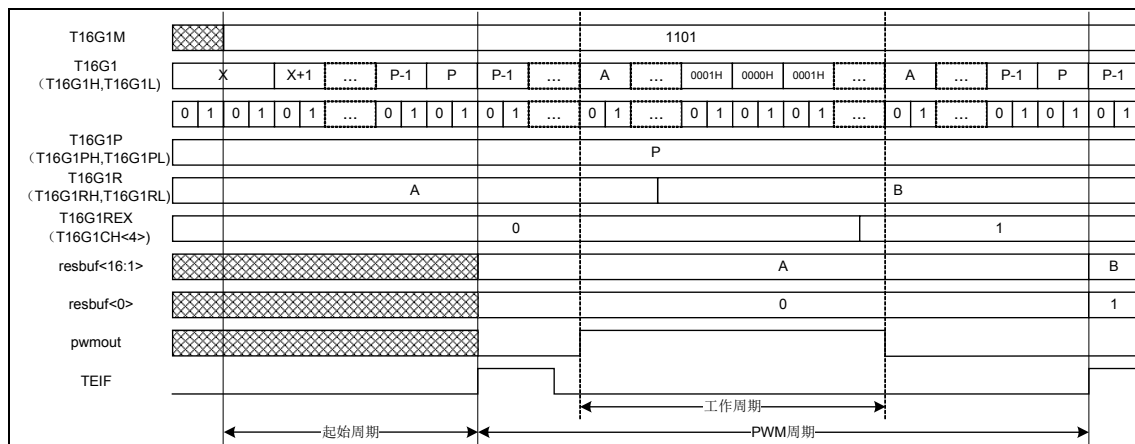 T16G1M 1101
T16G1 X X+1 ... P-1 P P-1 ... A ... 0001H 0000H 0001H ... A ... P-1 P P-1
（T16G1H,T16G1L)
0 1 0 1 0 1 ... 0 1 0 1 0 1 ... 0 1 ... 0 1 0 1 0 1 ... 0 1 ... 0 1 0 1 0 1
T16G1P
（T16G1PH,T16G1PL) P
T16G1R
（T16G1RH,T16G1RL) A B
T16G1REX
（T16G1CH<4>) 0 1
resbuf<16:1> A B
resbuf<0> 0 1
pwmout
TEIF
工作周期
起始周期 PWM周期